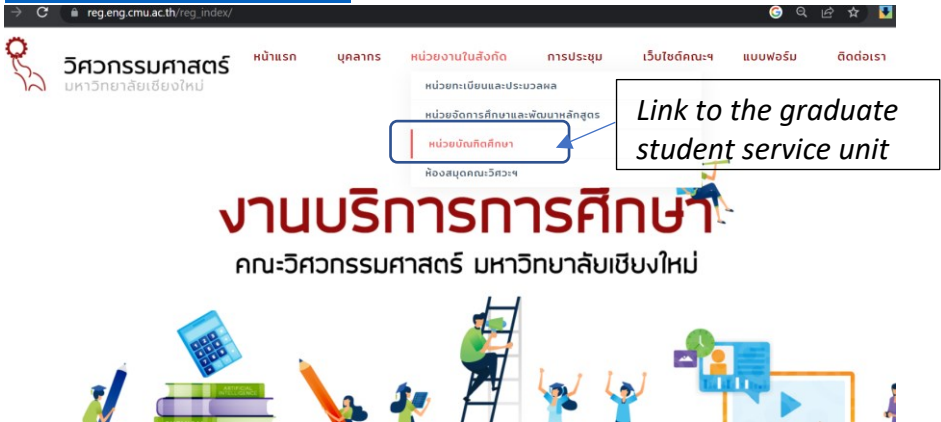 reg.eng.cmu.ac.th/reg_index/
วิศวกรรมศาสตร์
มหาวิทยาลัยเชียงใหม่
หน้าแรก บุคลากร หน่วยงานในสังกัด การประชุม เว็บไซต์คณะฯ แบบฟอร์ม ติดต่อเรา
หน่วยทะเบียนและประมวลผล
หน่วยจัดการศึกษาและพัฒนาหลักสูตร
หน่วยบัณฑิตศึกษา
ห้องสมุดคณะวิศวะฯ
Link to the graduate
student service unit
งานบริการการศึกษา
คณะวิศวกรรมศาสตร์ มหาวิทยาลัยเชียงใหม่
ARTIFICIAL
INTELLIGENCE